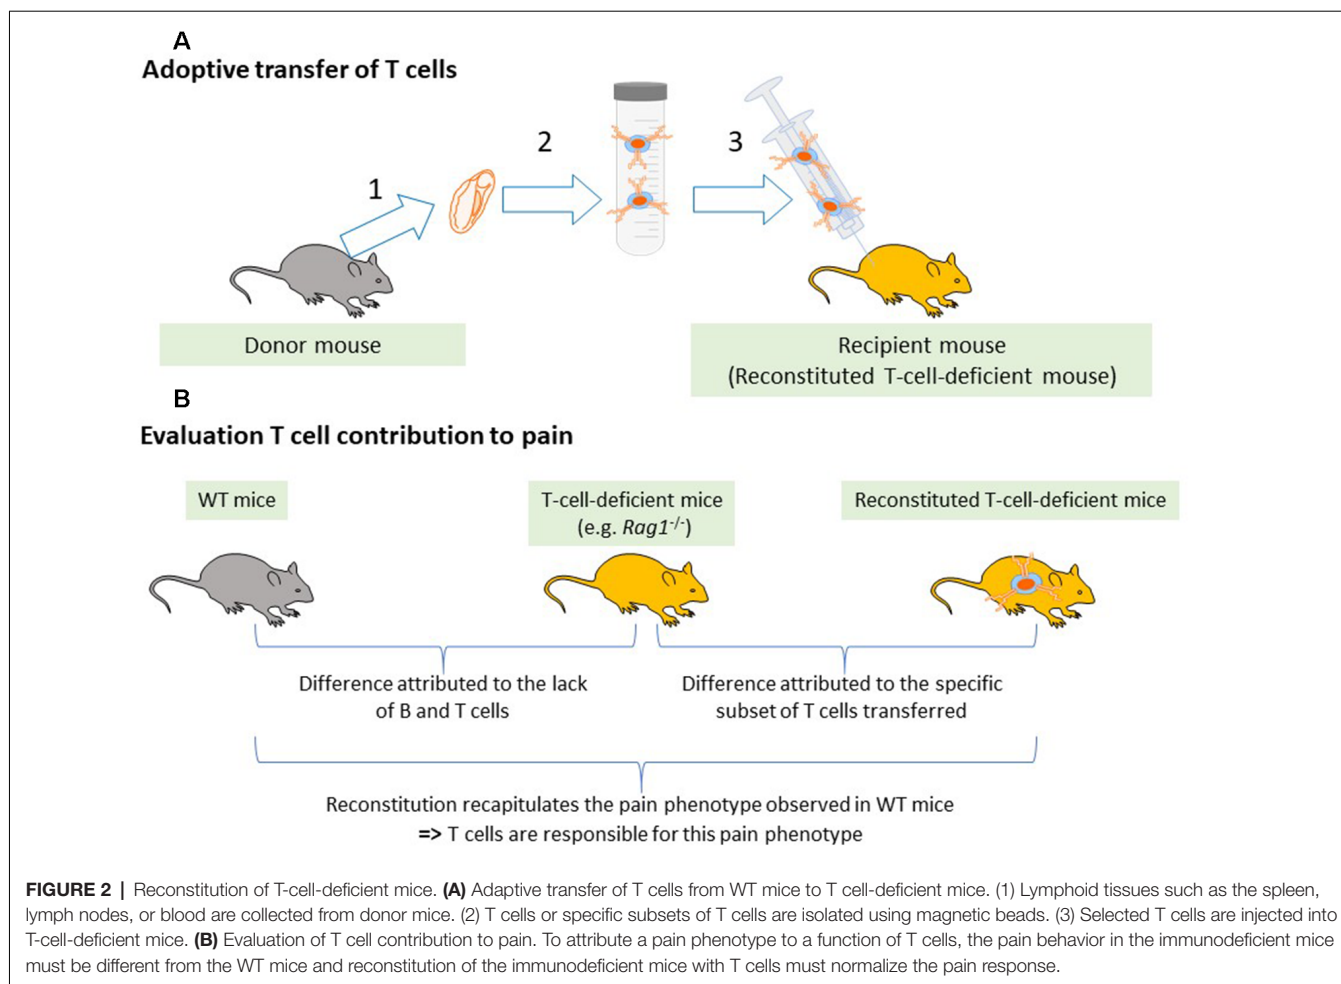 A
Adoptive transfer of T cells
1
2
3
Donor mouse
Recipient mouse
(Reconstituted T-cell-deficient mouse)
B
Evaluation T cell contribution to pain
WT mice
T-cell-deficient mice
(e.g. Rag1-/-)
Reconstituted T-cell-deficient mice
Difference attributed to the lack
of B and T cells
Difference attributed to the specific
subset of T cells transferred
Reconstitution recapitulates the pain phenotype observed in WT mice
=> T cells are responsible for this pain phenotype
FIGURE 2 | Reconstitution of T-cell-deficient mice. (A) Adaptive transfer of T cells from WT mice to T cell-deficient mice. (1) Lymphoid tissues such as the spleen,
lymph nodes, or blood are collected from donor mice. (2) T cells or specific subsets of T cells are isolated using magnetic beads. (3) Selected T cells are injected into
T-cell-deficient mice. (B) Evaluation of T cell contribution to pain. To attribute a pain phenotype to a function of T cells, the pain behavior in the immunodeficient mice
must be different from the WT mice and reconstitution of the immunodeficient mice with T cells must normalize the pain response.